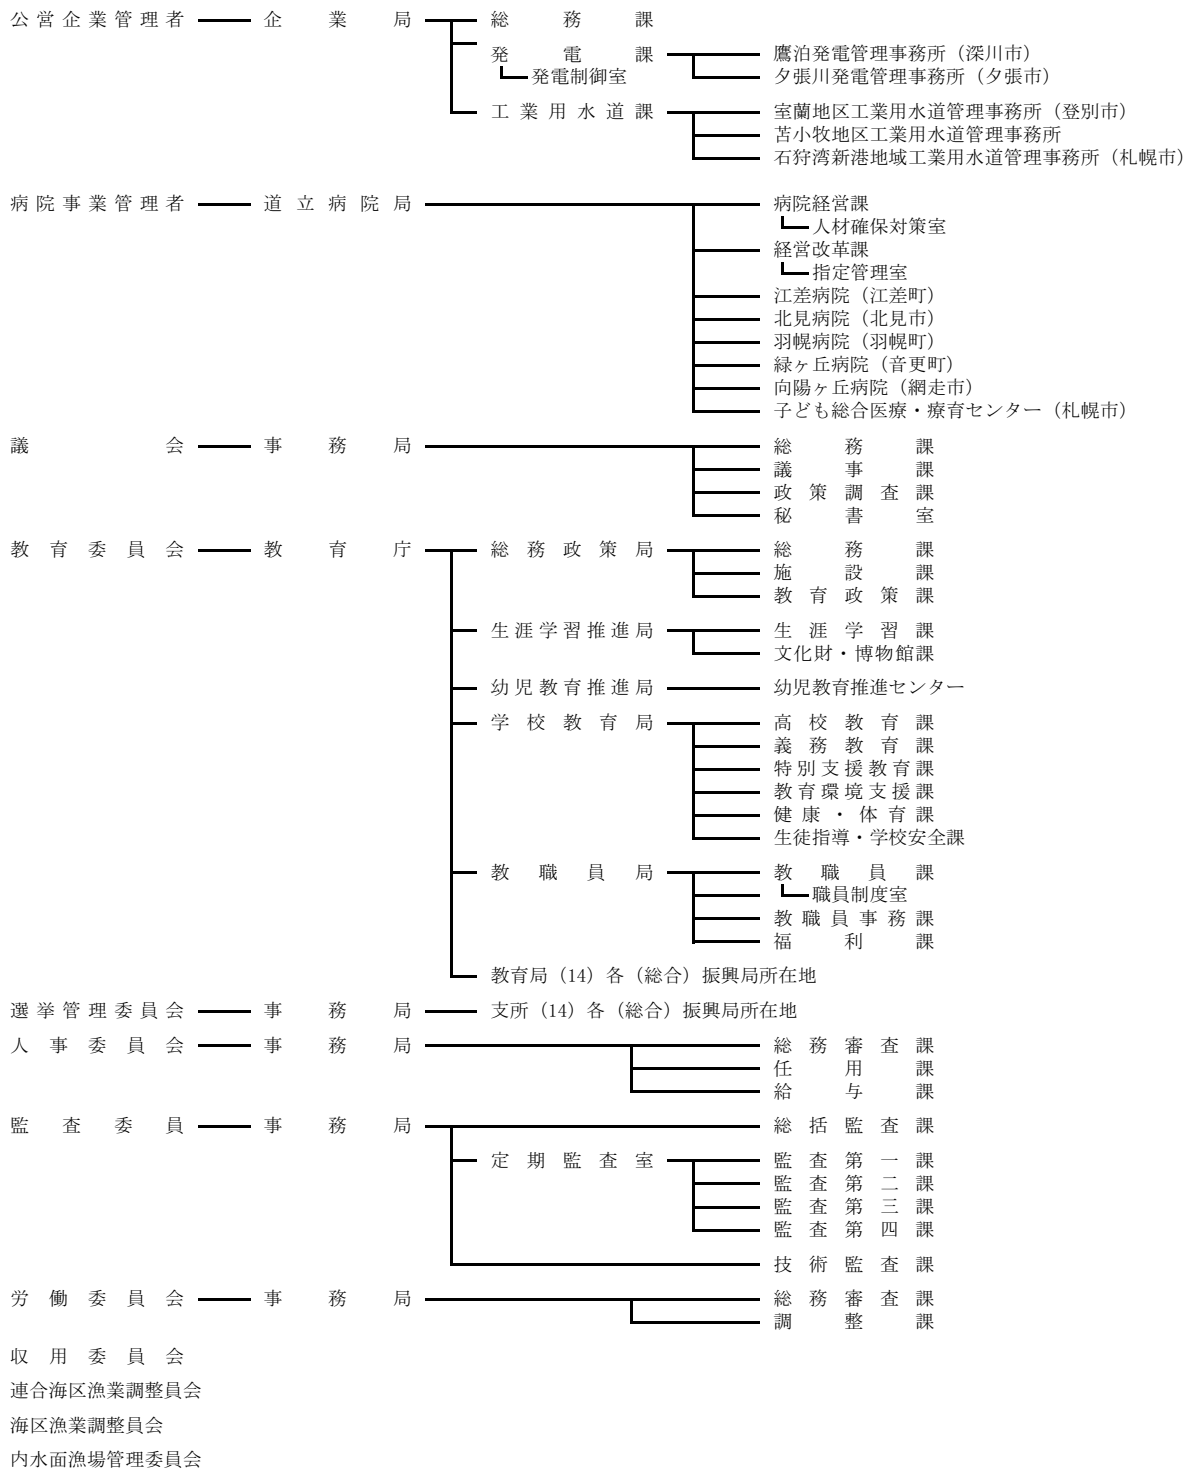 公営企業管理者 企業局 総務課
発電課 鷹泊発電管理事務所（深川市）
発電制御室 夕張川発電管理事務所（夕張市）
工業用水道課 室蘭地区工業用水道管理事務所（登別市）
苫小牧地区工業用水道管理事務所
石狩湾新港地域工業用水道管理事務所（札幌市）
病院事業管理者 道立病院局 病院経営課
人材確保対策室
経営改革課
指定管理室
江差病院（江差町）
北見病院（北見市）
羽幌病院（羽幌町）
緑ヶ丘病院（音更町）
向陽ヶ丘病院（網走市）
子ども総合医療・療育センター（札幌市）
議会 事務局 総務課
議事課
政策調査課
秘書室
教育委員会 教育庁 総務政策局 総務課
施設課
教育政策課
生涯学習推進局 生涯学習課
文化財・博物館課
幼児教育推進局 幼児教育推進センター
学校教育局 高校教育課
義務教育課
特別支援教育課
教育環境支援課
健康・体育課
生徒指導・学校安全課
教職員局 教職員課
職員制度室
教職員事務課
福利課
教育局（14）各（総合）振興局所在地
選挙管理委員会 事務局 支所（14）各（総合）振興局所在地
人事委員会 事務局 総務審査課
任用課
給与課
監査委員 事務局 総括監査課
定期監査室 監査第一課
監査第二課
監査第三課
監査第四課
技術監査課
労働委員会 事務局 総務審査課
調整課
収用委員会
連合海区漁業調整員会
海区漁業調整員会
内水面漁場管理委員会